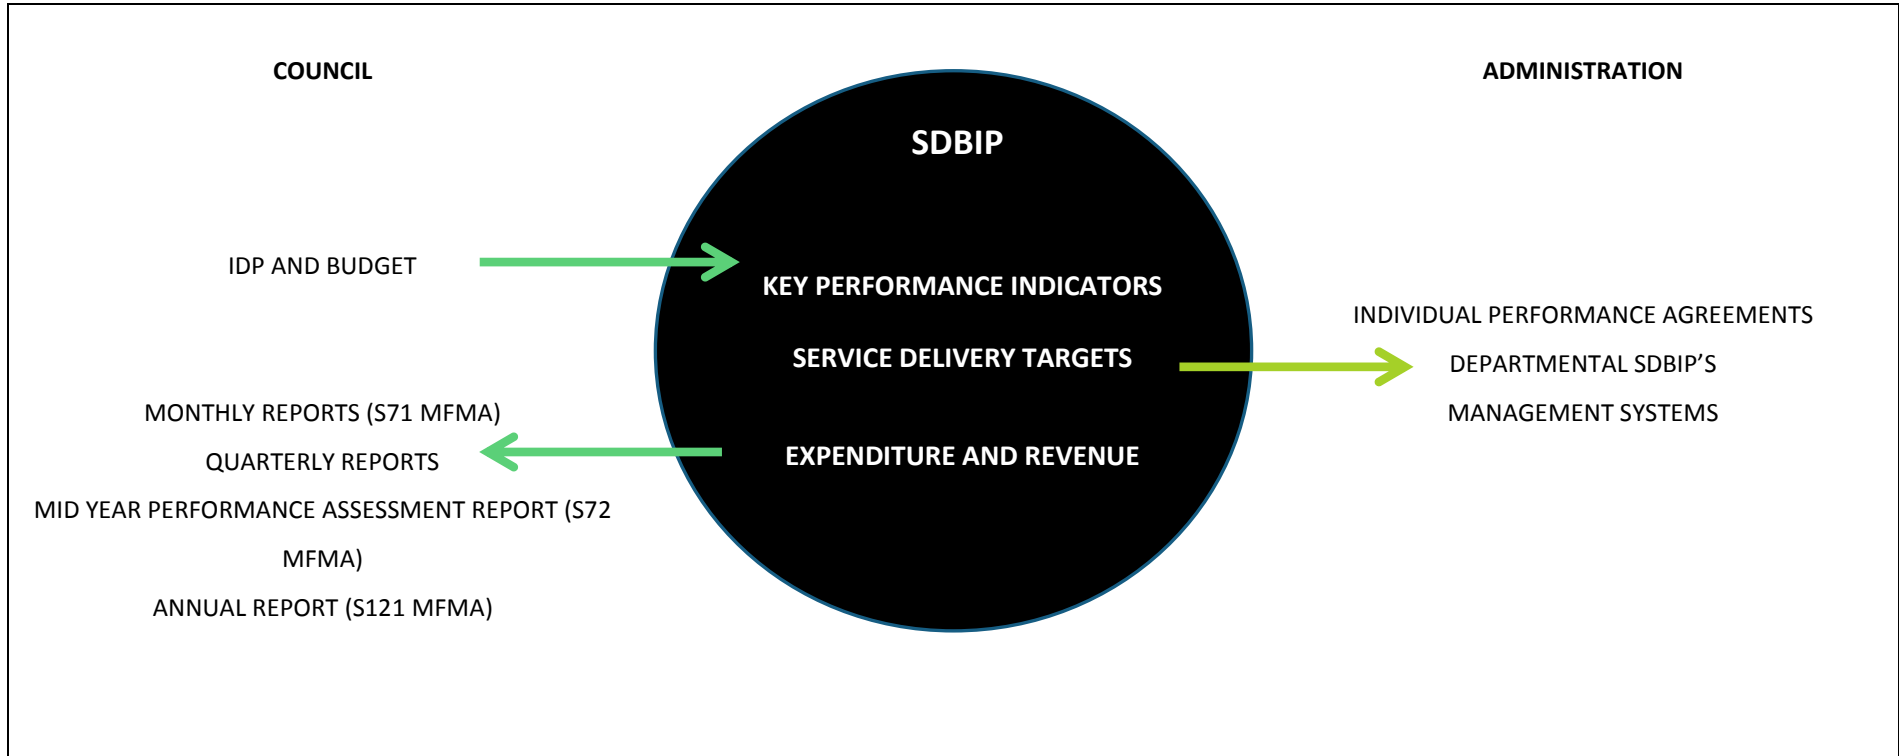 COUNCIL
IDP AND BUDGET
MONTHLY REPORTS (S71 MFMA)
QUARTERLY REPORTS
MID YEAR PERFORMANCE ASSESSMENT REPORT (S72
MFMA)
ANNUAL REPORT (S121 MFMA)
SDBIP
KEY PERFORMANCE INDICATORS
SERVICE DELIVERY TARGETS
EXPENDITURE AND REVENUE
ADMINISTRATION
INDIVIDUAL PERFORMANCE AGREEMENTS
DEPARTMENTAL SDBIP’S
MANAGEMENT SYSTEMS